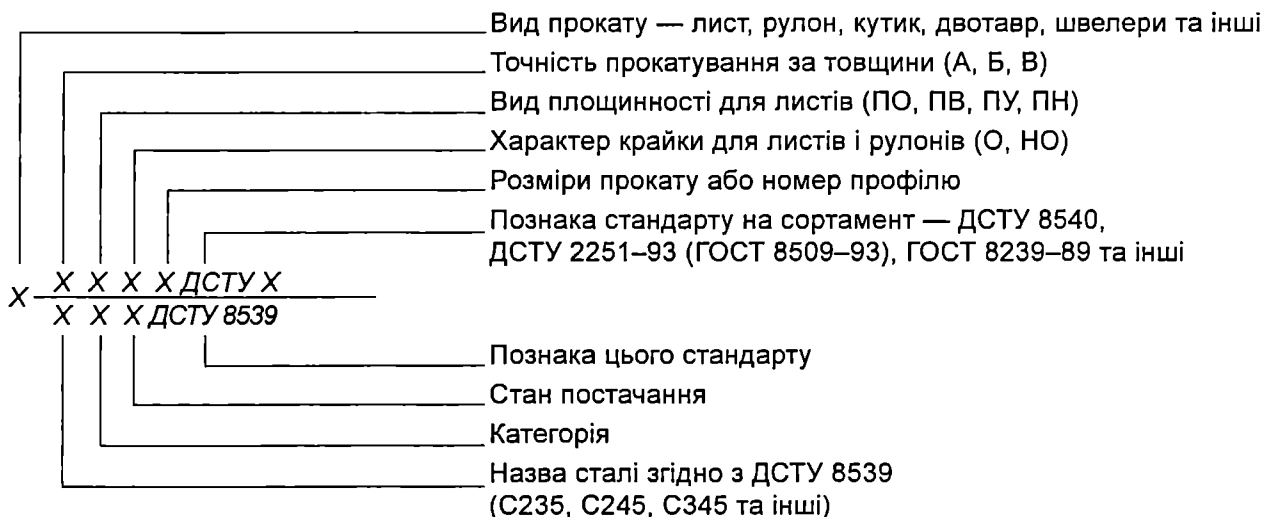 Вид прокату — лист, рулон, кутик, двотавр, швелери та інші
Точність прокатування за товщини (А, Б, В)
Вид площинності для листів (ПО, ПВ, ПУ, ПН)
Характер крайки для листів і рулонів (О, НО)
Розміри прокату або номер профілю
Познака стандарту на сортамент — ДСТУ 8540,
ДСТУ 2251–93 (ГОСТ 8509–93), ГОСТ 8239–89 та інші
Х Х Х Х ДСТУ Х
Х
Х Х Х ДСТУ 8539
Познака цього стандарту
Стан постачання
Категорія
Назва сталі згідно з ДСТУ 8539
(С235, С245, С345 та інші)